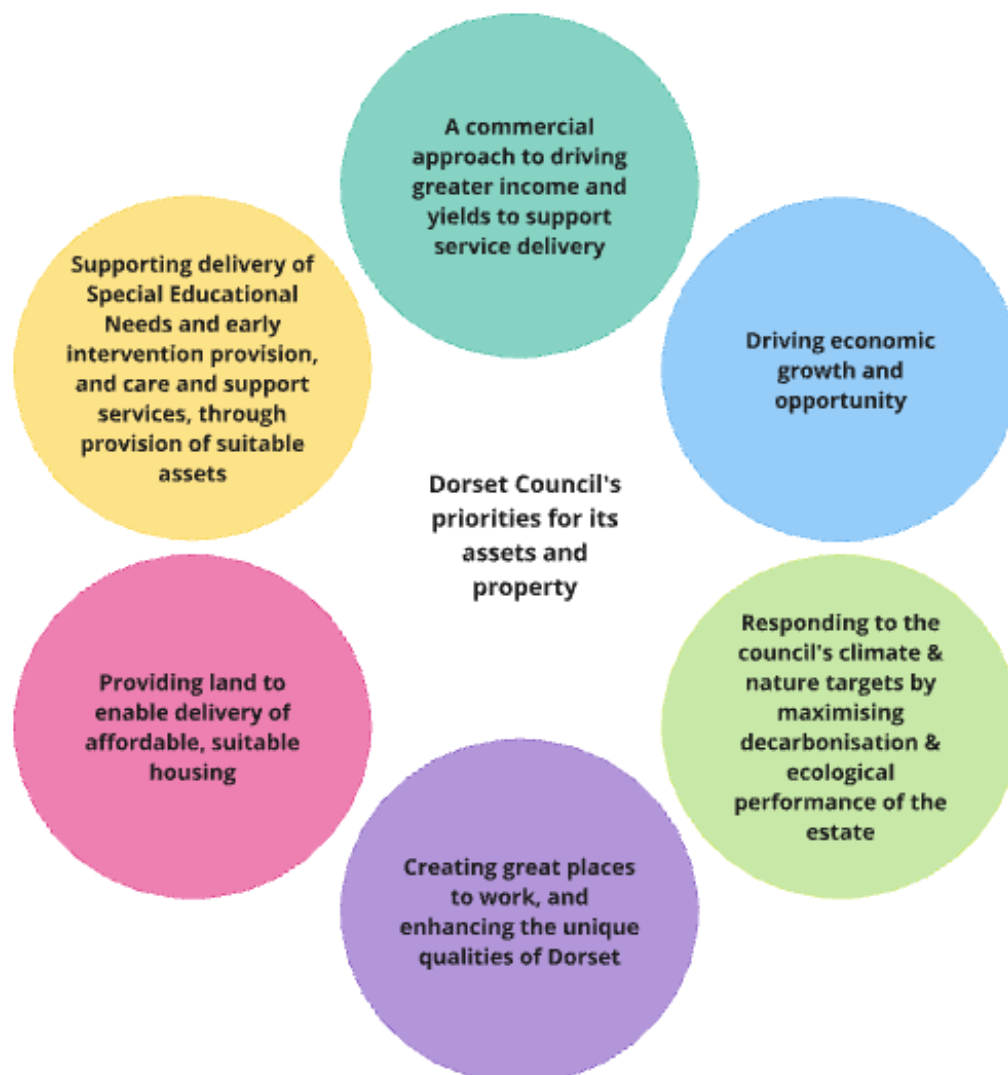 A commercial
approach to driving
greater income and
yields to support
service delivery
Driving economic
growth and
opportunity
Responding to the
council's climate &
nature targets by
maximising
decarbonisation &
ecological
performance of the
estate
Creating great places
to work, and
enhancing the unique
qualities of Dorset
Providing land to
enable delivery of
affordable, suitable
housing
Supporting delivery of
Special Educational
Needs and early
intervention provision,
and care and support
services, through
provision of suitable
assets
Dorset Council's
priorities for its
assets and
property